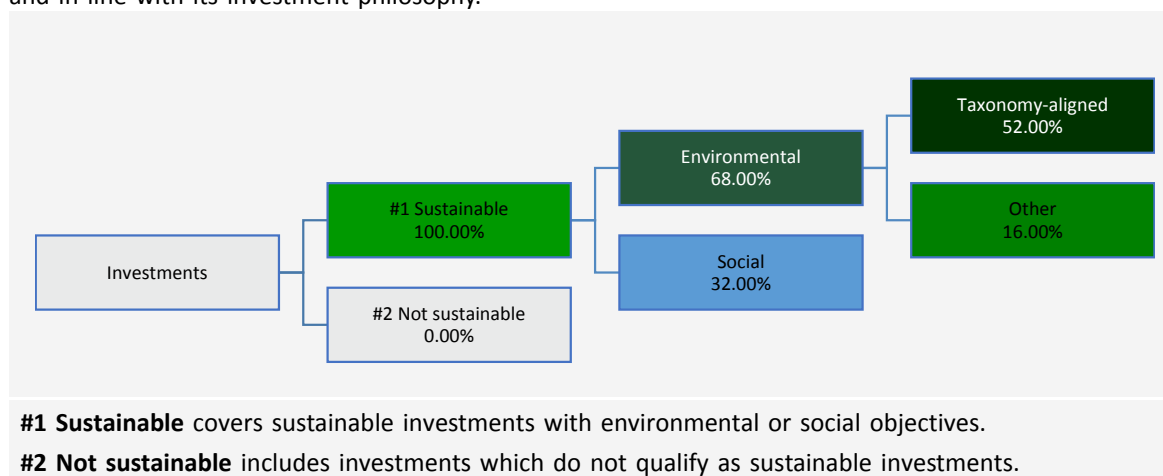 and in line with its investment philosophy.
Taxonomy-aligned
52.00%
Environmental
68.00%
#1 Sustainable
100.00%
Other
16.00%
Investments
Social
32.00%
#2 Not sustainable
0.00%
#1 Sustainable covers sustainable investments with environmental or social objectives.
#2 Not sustainable includes investments which do not qualify as sustainable investments.